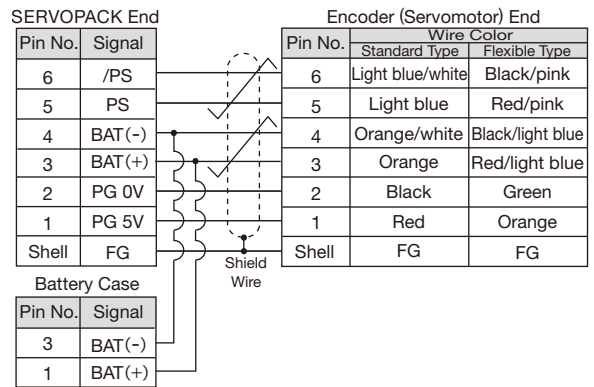 SERVOPACK End
Encoder (Servomotor) End
Pin No. Signal
Pin No. Wire Color
Standard Type Flexible Type
6 /PS 6 Light blue/white Black/pink
5 PS 5 Light blue Red/pink
4 BAT(-) 4 Orange/white Black/light blue
3 BAT(+) 3 Orange Red/light blue
2 PG 0V 2 Black Green
1 PG 5V 1 Red Orange
Shell FG Shell FG FG
Shield
Wire
Battery Case
Pin No. Signal
3 BAT(-)
1 BAT(+)